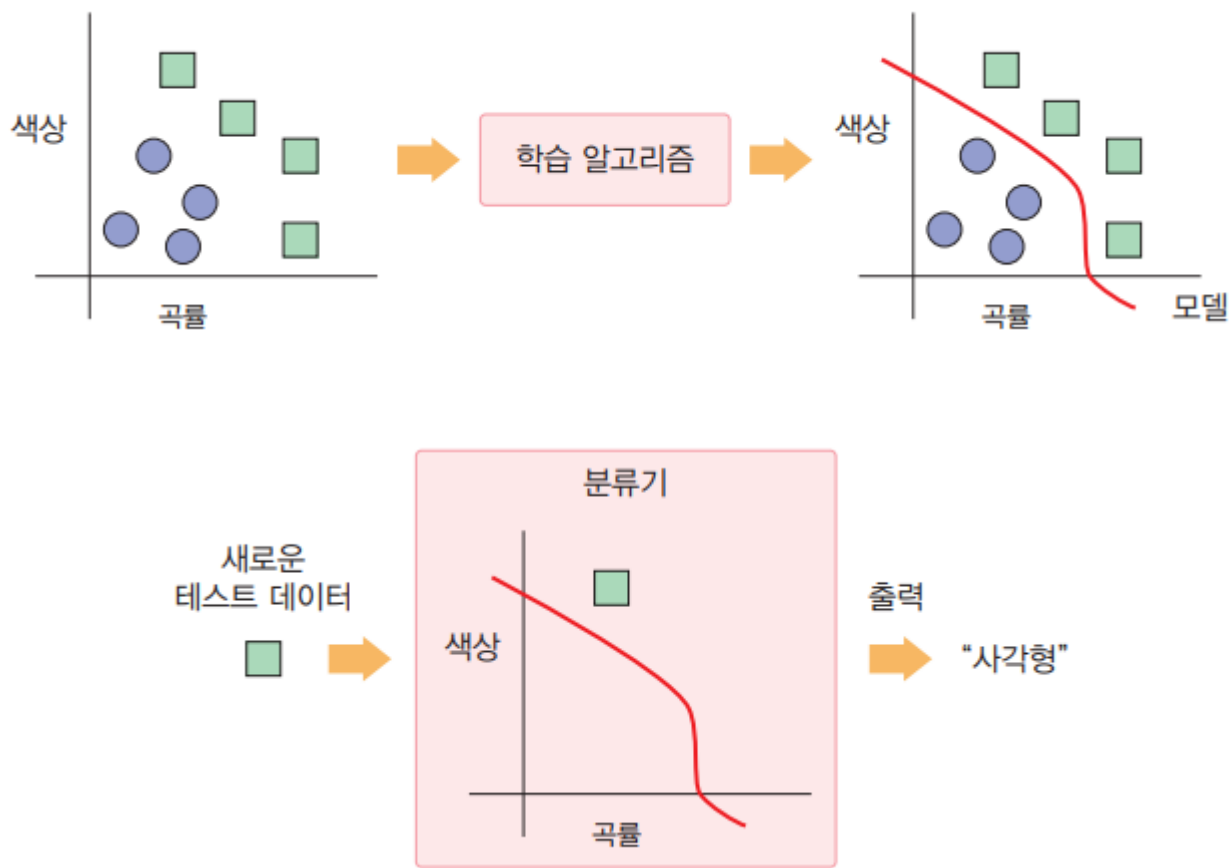 색상
곡률
학습 알고리즘
색상
곡률
모델
새로운
테스트 데이터
분류기
색상
곡률
출력
“사각형”